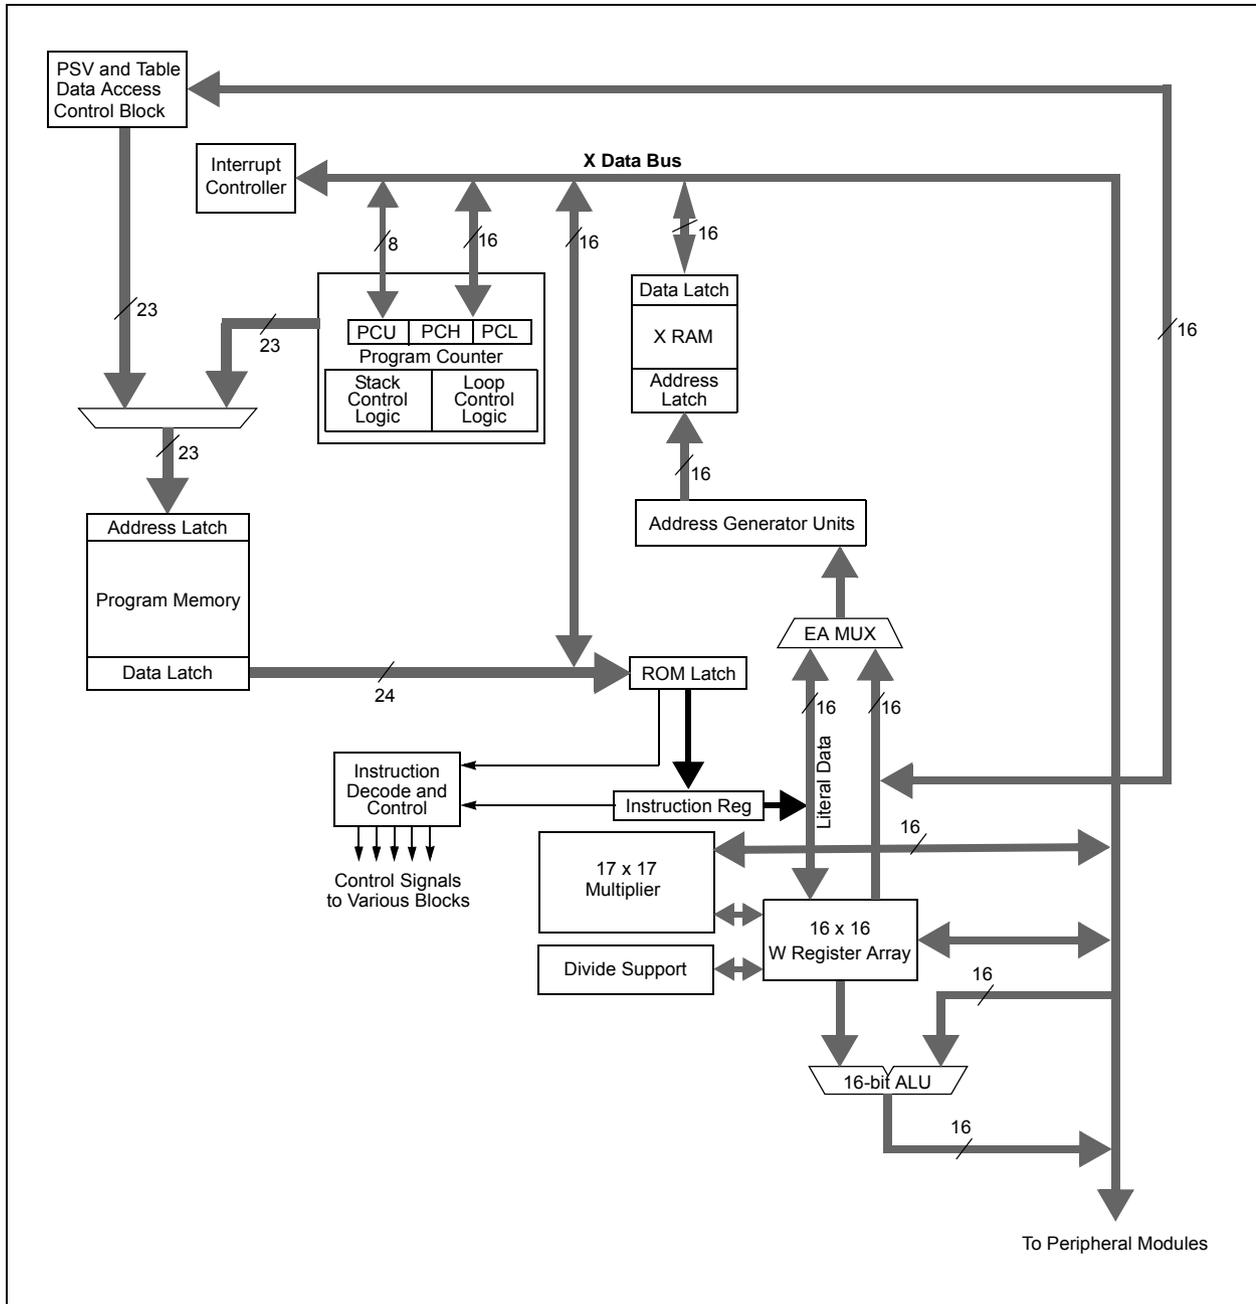 PSV and Table
Data Access
Control Block
Interrupt
Controller
X Data Bus
8
16
16
16
23
23
16
PCU PCH PCL
Program Counter
Stack
Control
Logic
Loop
Control
Logic
Data Latch
X RAM
Address
Latch
23
16
Address Latch
Program Memory
Data Latch
Address Generator Units
EA MUX
24
ROM Latch
16
16
Literal Data
Instruction
Decode and
Control
Instruction Reg
Control Signals
to Various Blocks
16
17 x 17
Multiplier
16 x 16
W Register Array
Divide Support
16
16-bit ALU
16
To Peripheral Modules